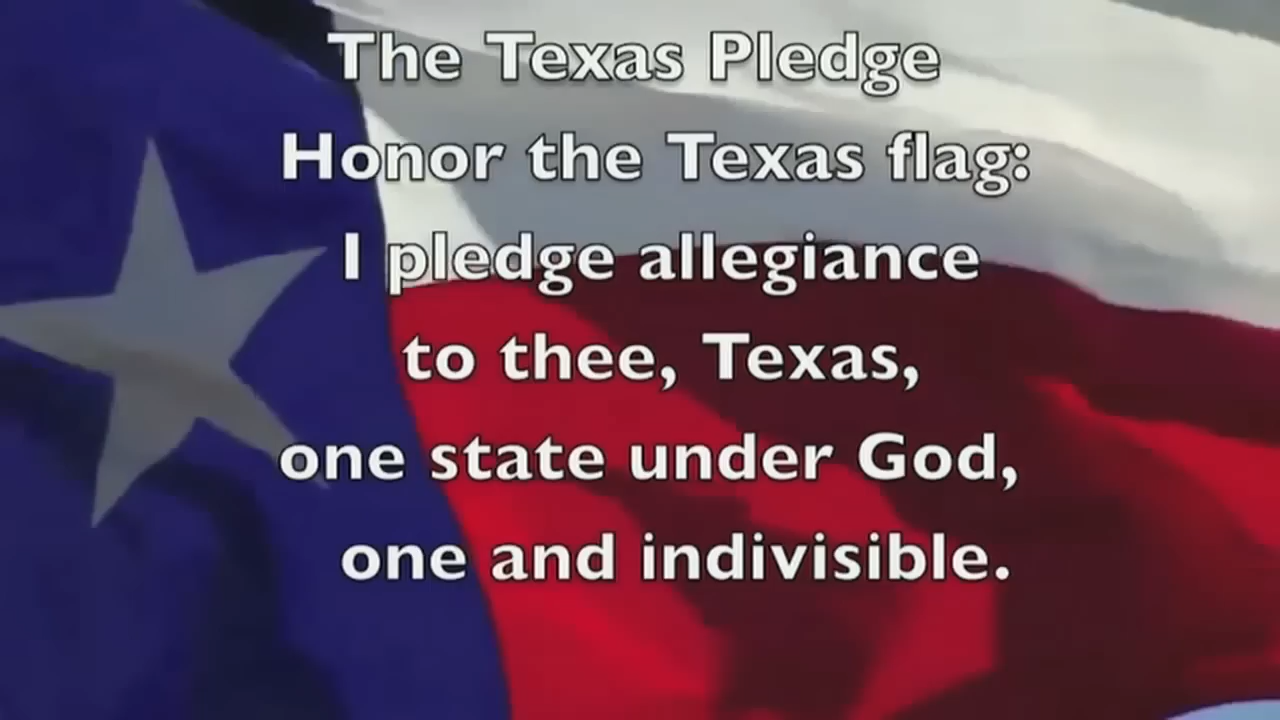 The Texas Pledge
Honor the Texas flag:
I pledge allegiance
to thee, Texas,
one state under God,
one and indivisible.